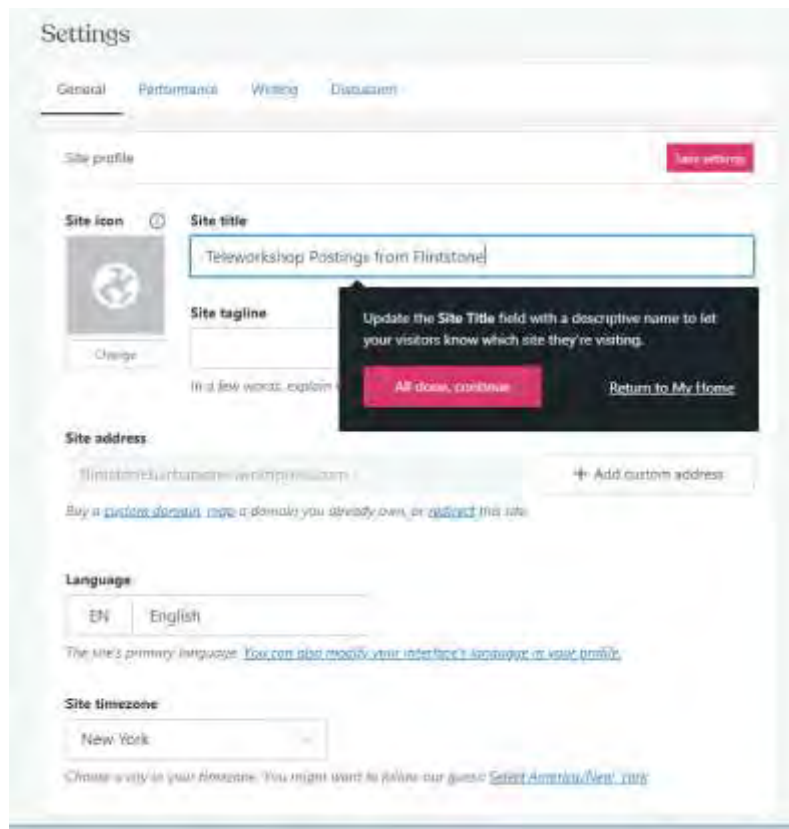 Settings
General Performance Writing Discussion
Site profile Save settings
Site icon Site title
Teleworkshop Postings from Flintstone
Site tagline
Update the Site Title field with a descriptive name to let
your visitors know which site they're visiting.
Change
In a few words, explain
All done, continue Return to My Home
Site address
+ Add custom address
Buy a custom domain, map a domain you already own, or redirect this site.
Language
EN English
The site's primary language. You can also modify your interface's language in your profile.
Site timezone
New York
Choose a city in your timezone. You might want to follow our guess: Select America/New_York